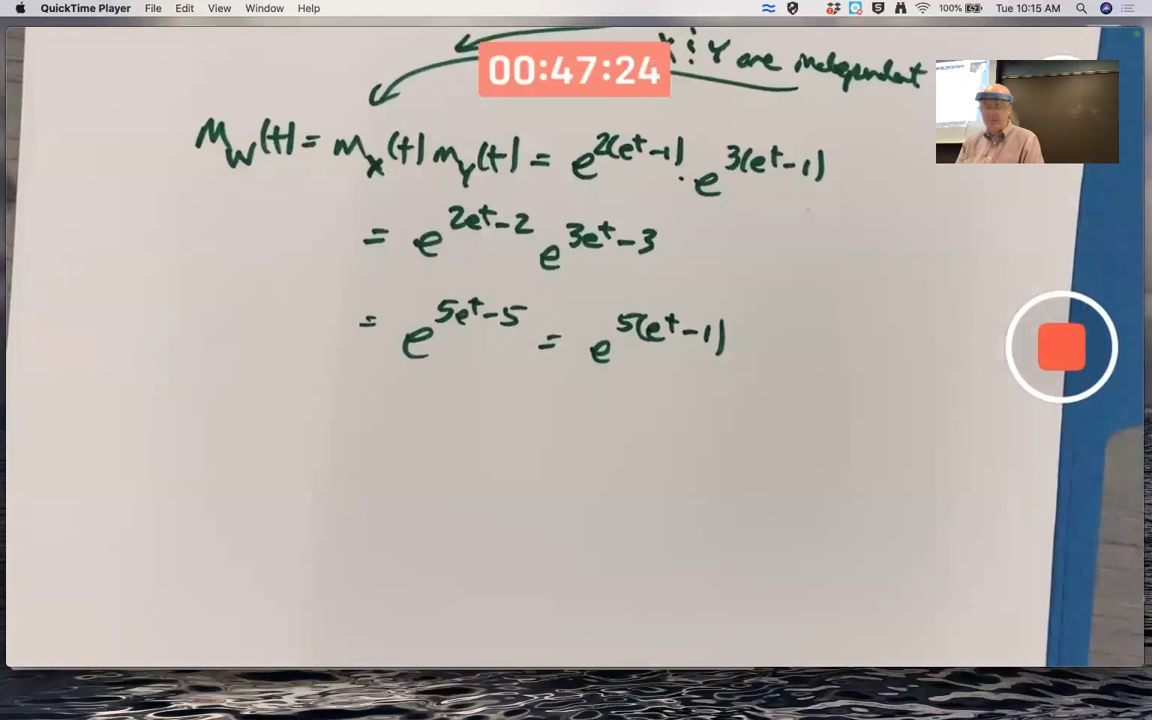 QuickTime Player File Edit View Window Help 100% Tue 10:15 AM
00:47:24
X & Y are independent
M_W(t) = m_X(t) m_Y(t) = e^{2(e^t-1)} · e^{3(e^t-1)}
= e^{2e^t-2} e^{3e^t-3}
= e^{5e^t-5} = e^{5(e^t-1)}